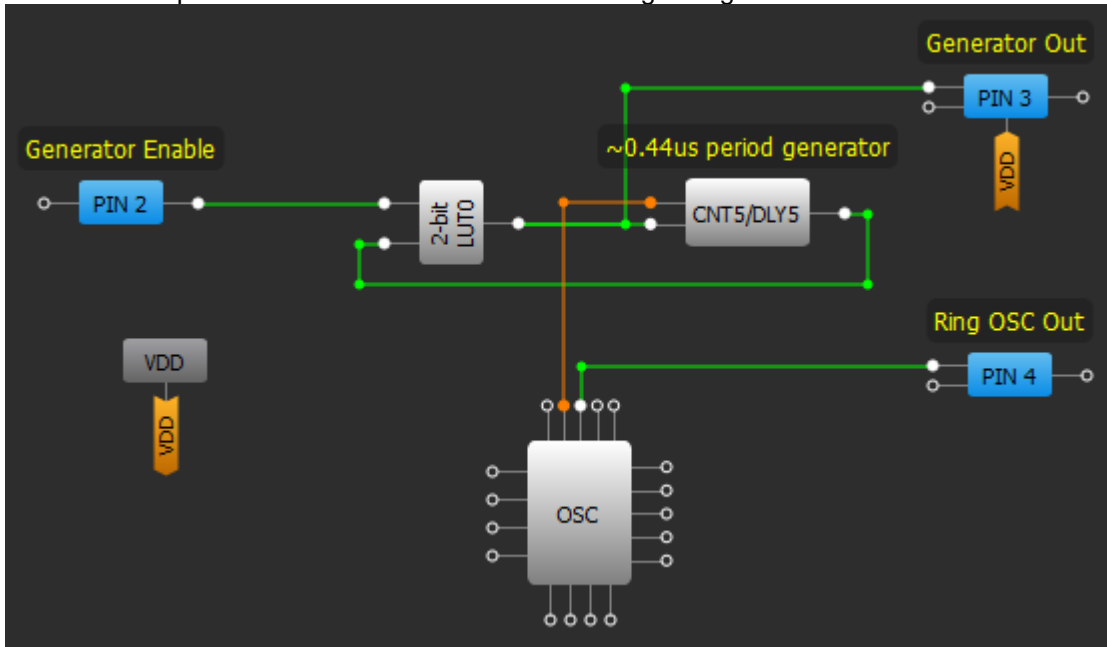 Generator Out
PIN 3
VDD
Generator Enable
PIN 2
~0.44us period generator
2-bit
LUT0
CNT5/DLY5
Ring OSC Out
PIN 4
VDD
VDD
OSC